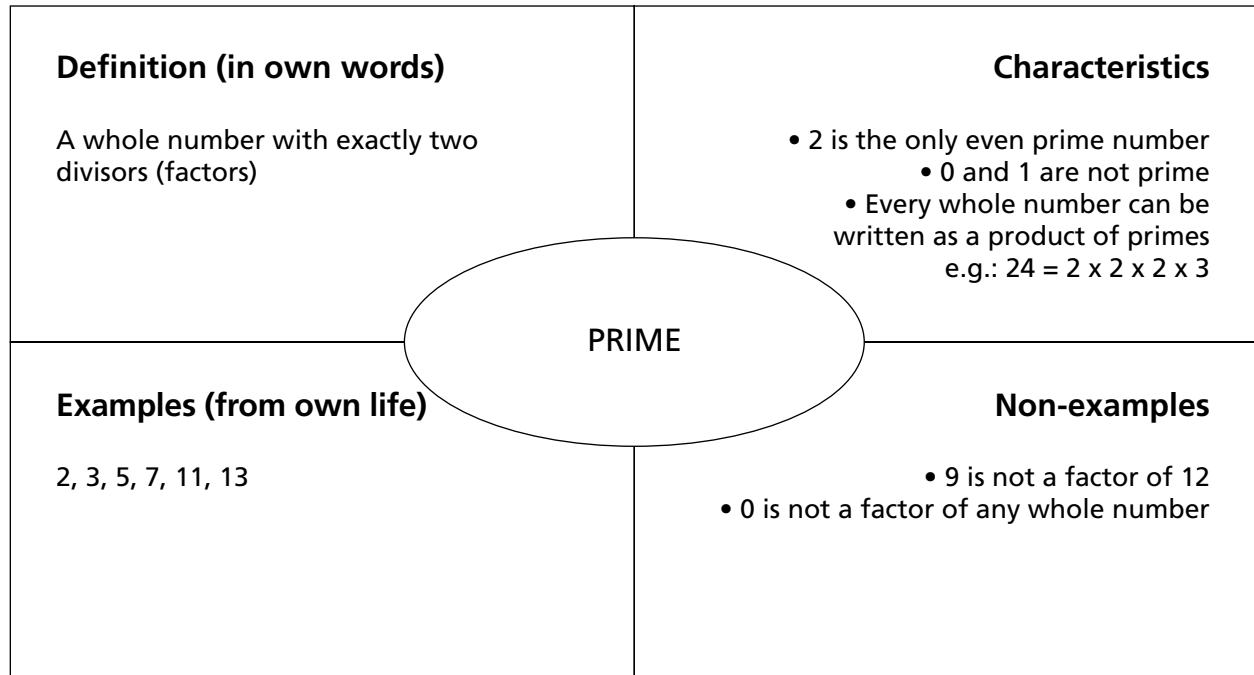 Definition (in own words)
A whole number with exactly two
divisors (factors)
Characteristics
• 2 is the only even prime number
• 0 and 1 are not prime
• Every whole number can be
written as a product of primes
e.g.: 24 = 2 x 2 x 2 x 3
PRIME
Examples (from own life)
2, 3, 5, 7, 11, 13
Non-examples
• 9 is not a factor of 12
• 0 is not a factor of any whole number